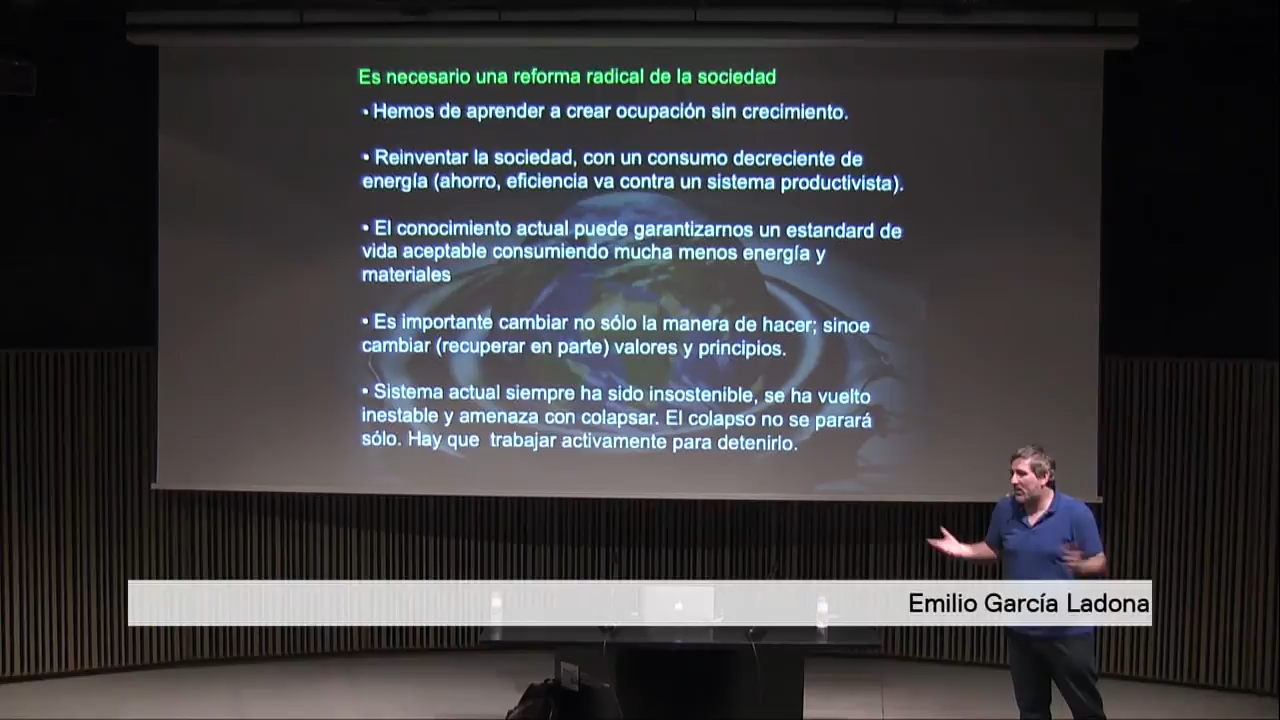 Es necesario una reforma radical de la sociedad
• Hemos de aprender a crear ocupación sin crecimiento.
• Reinventar la sociedad, con un consumo decreciente de
energía (ahorro, eficiencia va contra un sistema productivista).
• El conocimiento actual puede garantizarnos un estandard de
vida aceptable consumiendo mucha menos energía y
materiales
• Es importante cambiar no sólo la manera de hacer; sinoe
cambiar (recuperar en parte) valores y principios.
• Sistema actual siempre ha sido insostenible, se ha vuelto
inestable y amenaza con colapsar. El colapso no se parará
sólo. Hay que  trabajar activamente para detenirlo.
Emilio García Ladona